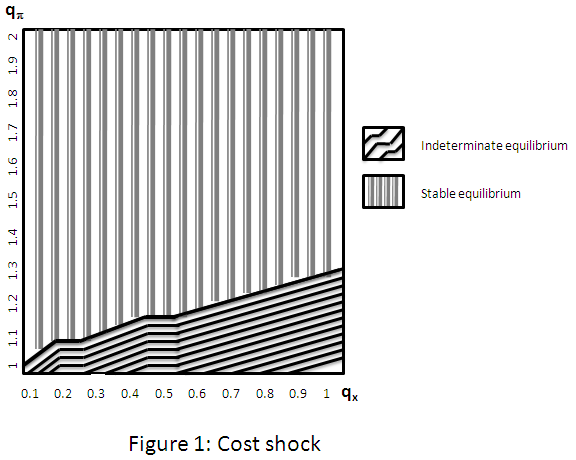 qπ
2
1.9
1.8
1.7
1.6
1.5
1.4
1.3
1.2
1.1
1
Indeterminate equilibrium
Stable equilibrium
0.1 0.2 0.3 0.4 0.5 0.6 0.7 0.8 0.9 1 qx
Figure 1: Cost shock